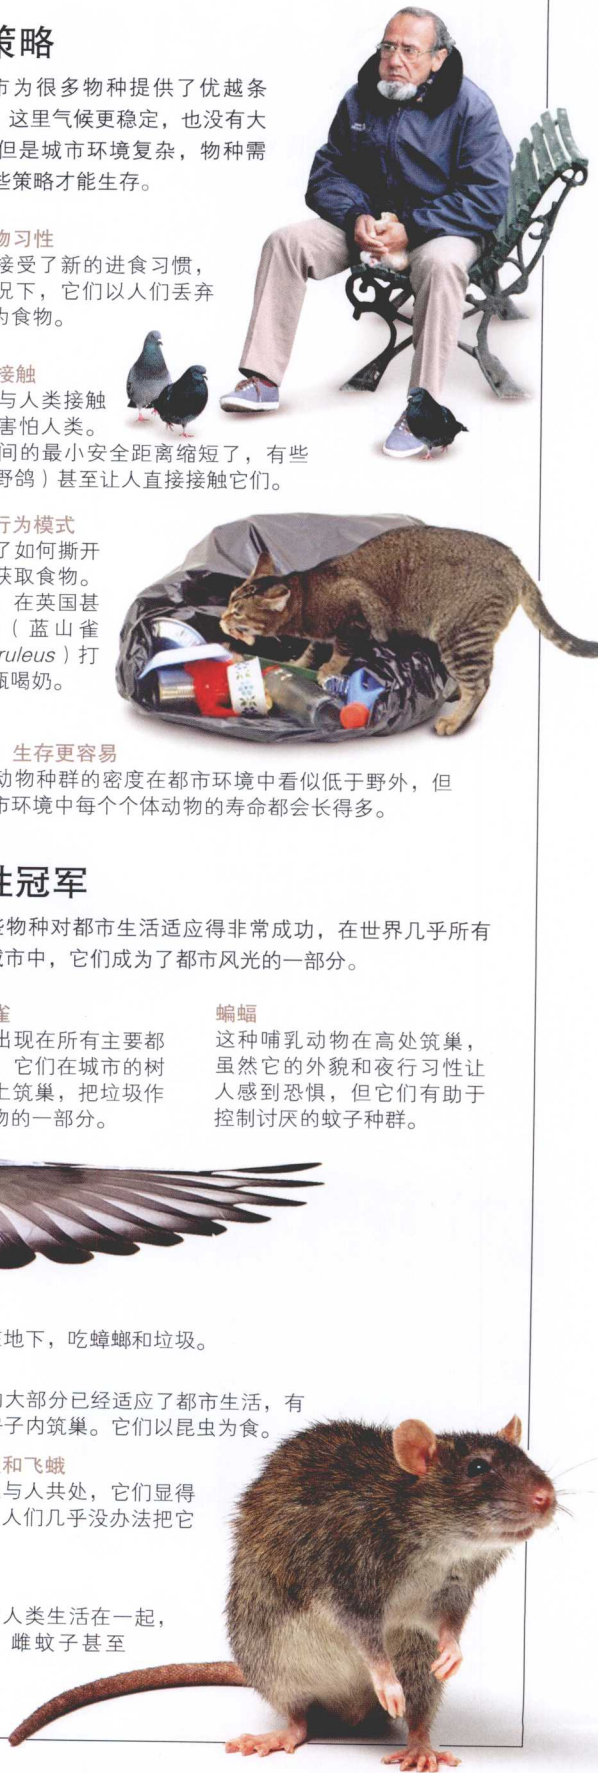 策略
市为很多物种提供了优越条
这里气候更稳定，也没有大
但是城市环境复杂，物种需
些策略才能生存。
物习性
接受了新的进食习惯，
况下，它们以人们丢弃
为食物。
接触
与人类接触
害怕人类。
间的最小安全距离缩短了，有些
野鸽）甚至让人直接接触它们。
行为模式
了如何撕开
获取食物。
在英国甚
（蓝山雀
ruleus）打
瓶喝奶。
生存更容易
动物种群的密度在都市环境中看似低于野外，但
市环境中每个个体动物的寿命都会长得多。
性冠军
些物种对都市生活适应得非常成功，在世界几乎所有
城市中，它们成为了都市风光的一部分。
雀
出现在所有主要都
它们在城市的树
上筑巢，把垃圾作
物的一部分。
蝙蝠
这种哺乳动物在高处筑巢，
虽然它的外貌和夜行习性让
人感到恐惧，但它们有助于
控制讨厌的蚊子种群。
地下，吃蟑螂和垃圾。
大部分已经适应了都市生活，有
子内筑巢。它们以昆虫为食。
和飞蛾
与人共处，它们显得
人们几乎没办法把它
人类生活在一起，
雌蚊子甚至